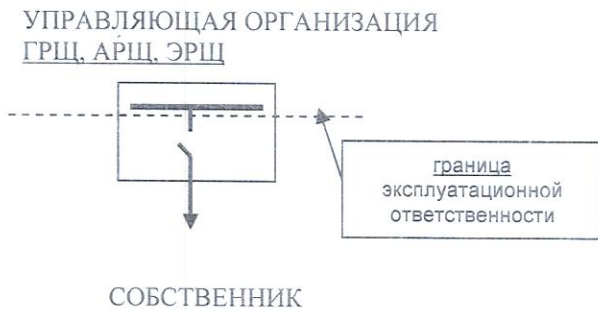 УПРАВЛЯЮЩАЯ ОРГАНИЗАЦИЯ
ГРЩ, АРЩ, ЭРЩ
граница
эксплуатационной
ответственности
СОБСТВЕННИК